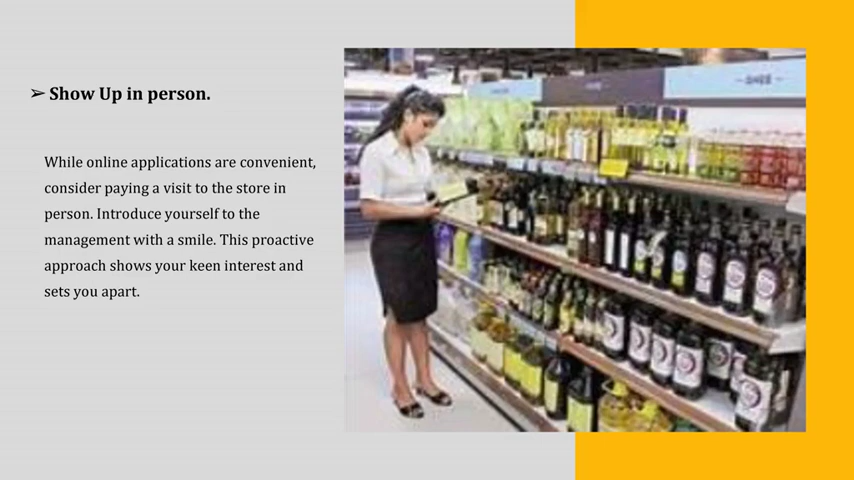 ➢ Show Up in person.
While online applications are convenient,
consider paying a visit to the store in
person. Introduce yourself to the
management with a smile. This proactive
approach shows your keen interest and
sets you apart.